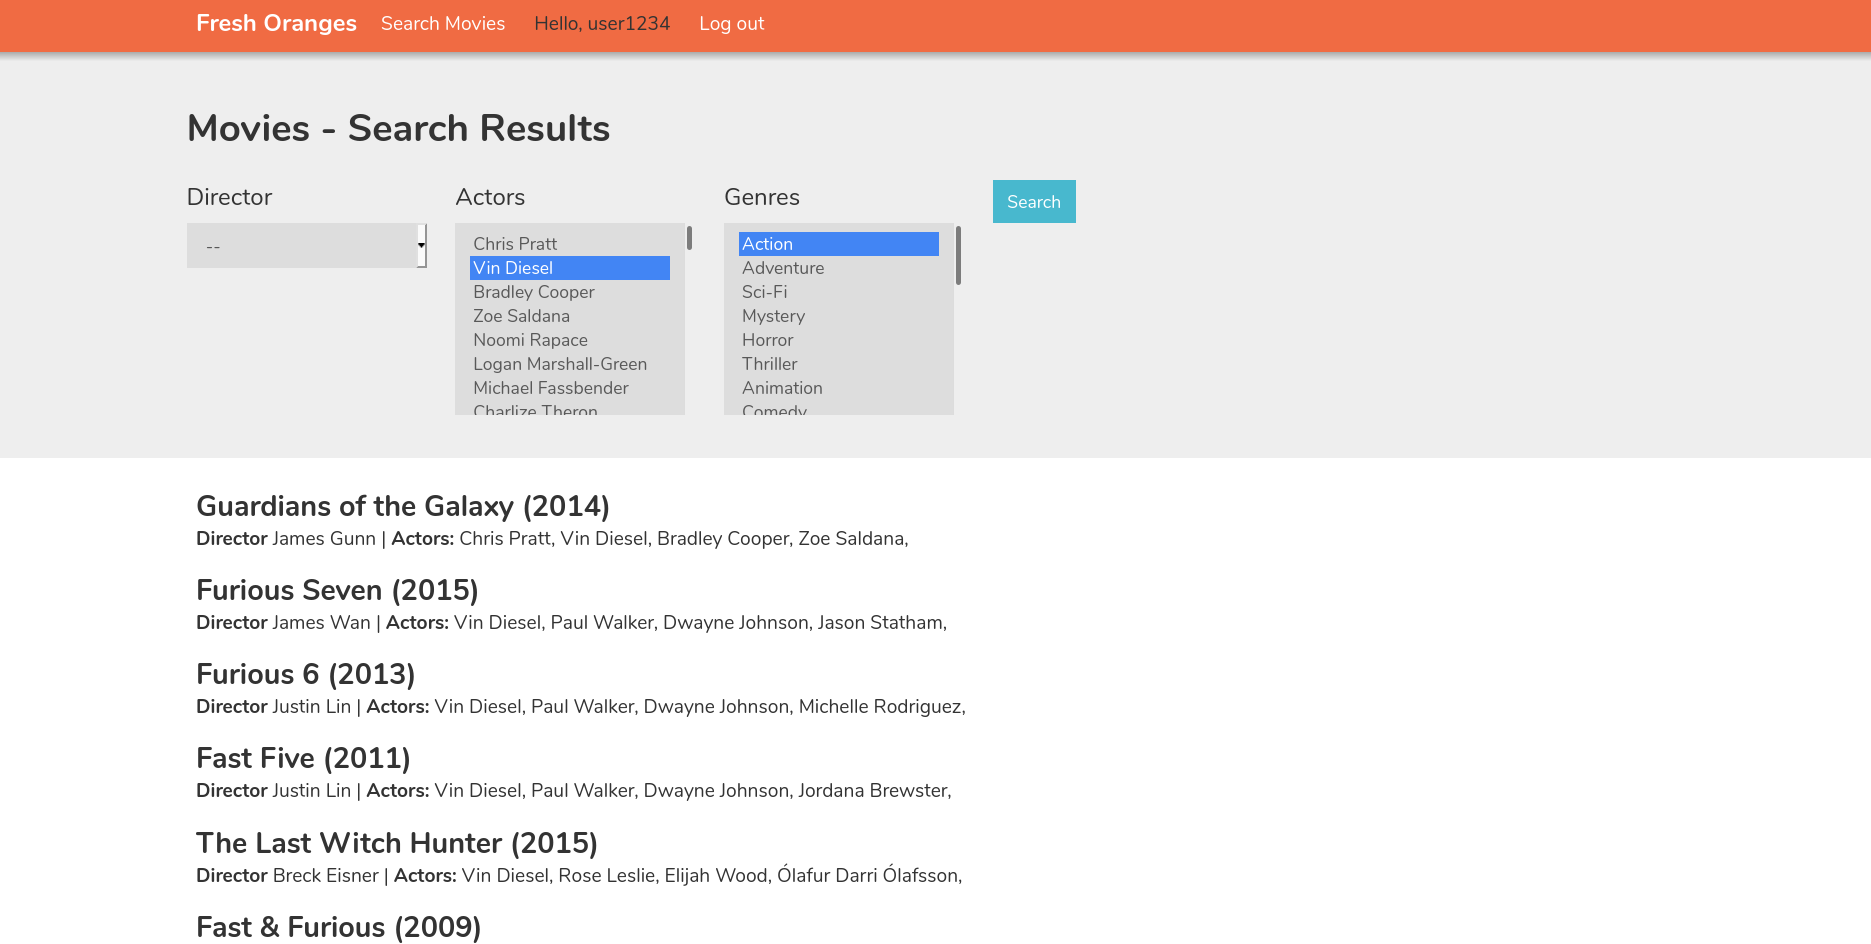 Fresh Oranges Search Movies Hello, user1234 Log out
Movies - Search Results
Director
--
Actors
Chris Pratt
Vin Diesel
Bradley Cooper
Zoe Saldana
Noomi Rapace
Logan Marshall-Green
Michael Fassbender
Charlize Theron
Genres
Action
Adventure
Sci-Fi
Mystery
Horror
Thriller
Animation
Comedy
Search
Guardians of the Galaxy (2014)
Director James Gunn | Actors: Chris Pratt, Vin Diesel, Bradley Cooper, Zoe Saldana,
Furious Seven (2015)
Director James Wan | Actors: Vin Diesel, Paul Walker, Dwayne Johnson, Jason Statham,
Furious 6 (2013)
Director Justin Lin | Actors: Vin Diesel, Paul Walker, Dwayne Johnson, Michelle Rodriguez,
Fast Five (2011)
Director Justin Lin | Actors: Vin Diesel, Paul Walker, Dwayne Johnson, Jordana Brewster,
The Last Witch Hunter (2015)
Director Breck Eisner | Actors: Vin Diesel, Rose Leslie, Elijah Wood, Ólafur Darri Ólafsson,
Fast & Furious (2009)